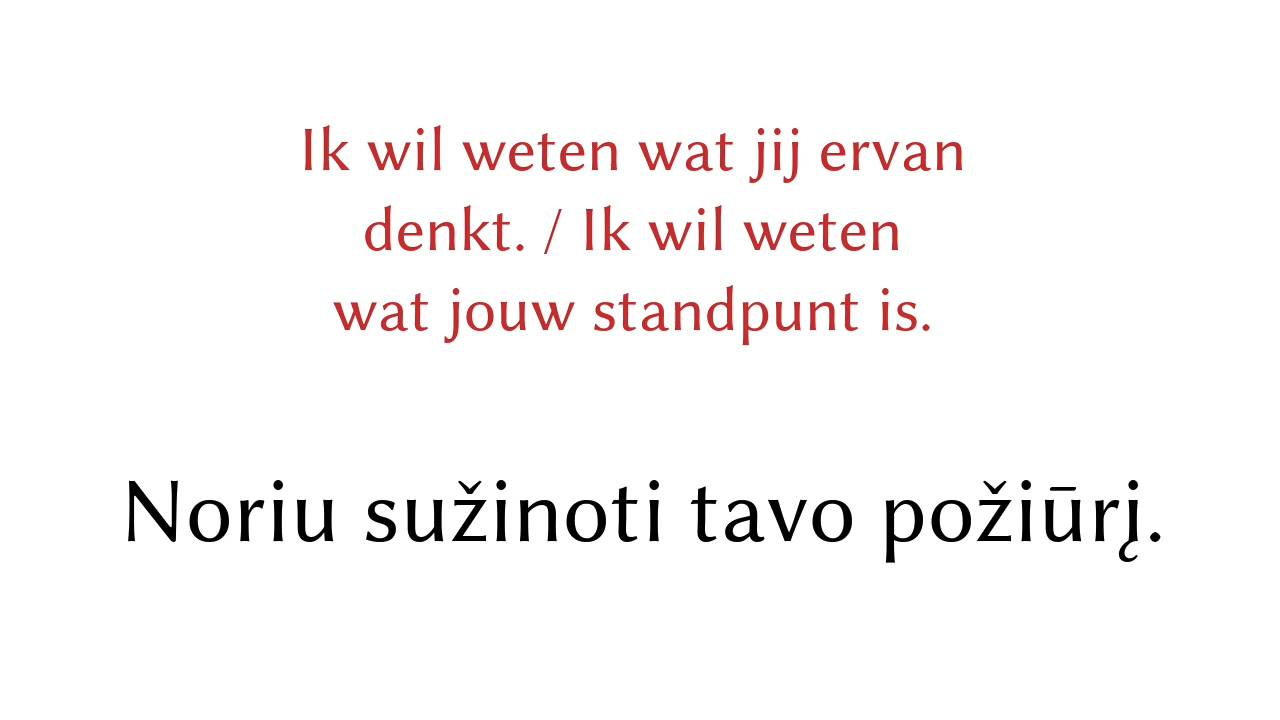 Ik wil weten wat jij ervan
denkt. / Ik wil weten
wat jouw standpunt is.
Noriu sužinoti tavo požiūrį.